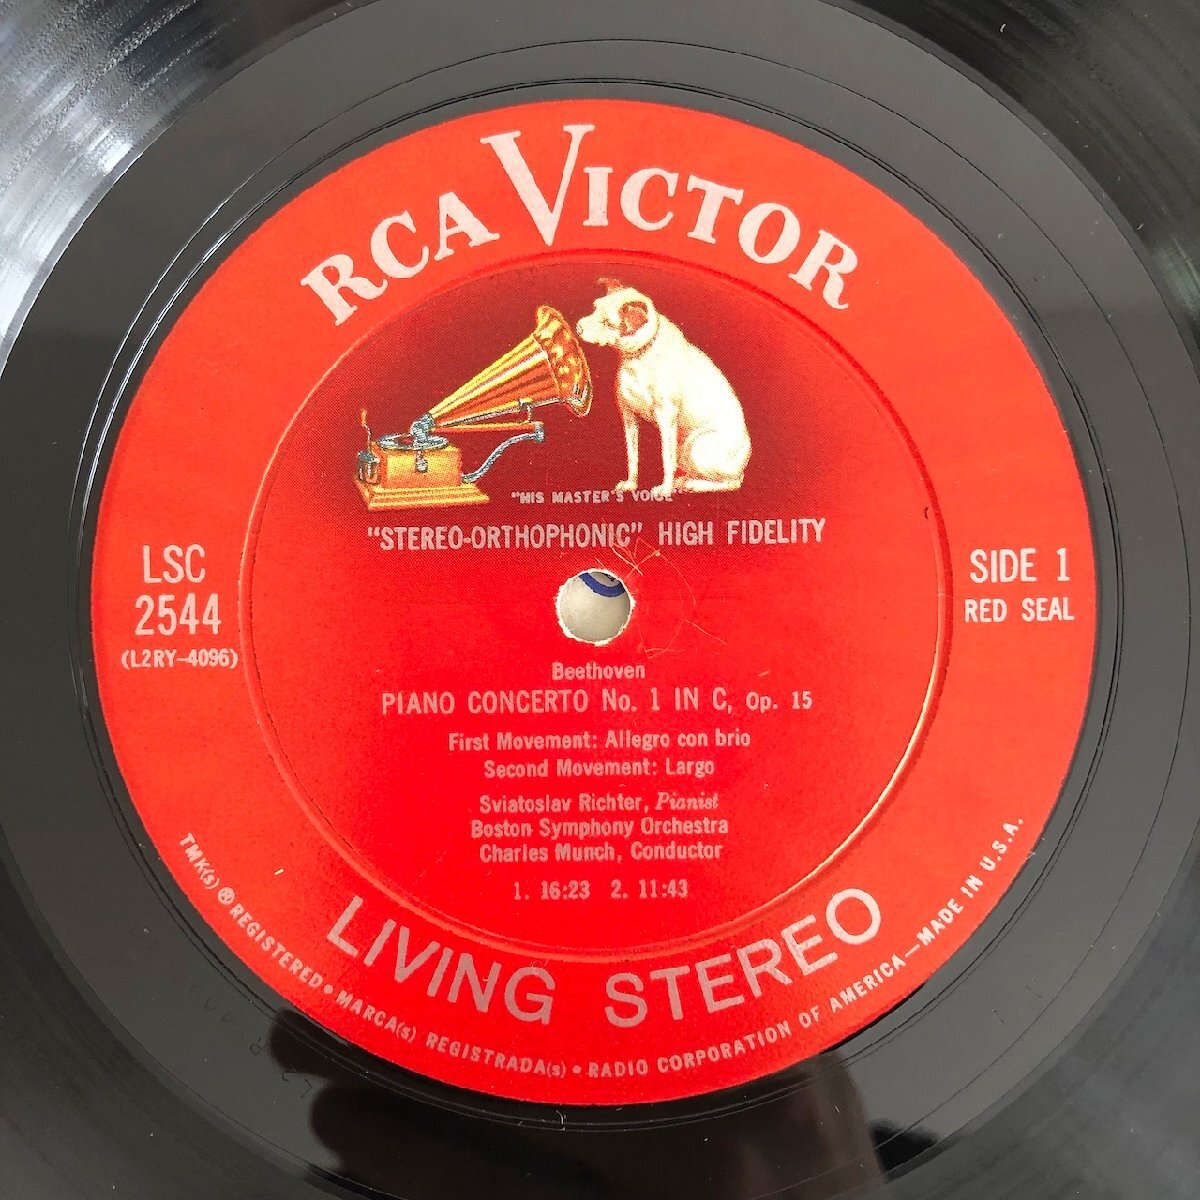 RCA VICTOR
"HIS MASTER'S VOICE"
"STEREO-ORTHOPHONIC" HIGH FIDELITY
LSC
2544
(L2RY-4096)
SIDE 1
RED SEAL
Beethoven
PIANO CONCERTO No. 1 IN C, Op. 15
First Movement: Allegro con brio
Second Movement: Largo
Sviatoslav Richter, Pianist
Boston Symphony Orchestra
Charles Munch, Conductor
1. 16:23 2. 11:43
LIVING STEREO
TMK(s) ® REGISTERED • MARCA(s) REGISTRADA(s) • RADIO CORPORATION OF AMERICA—MADE IN U.S.A.